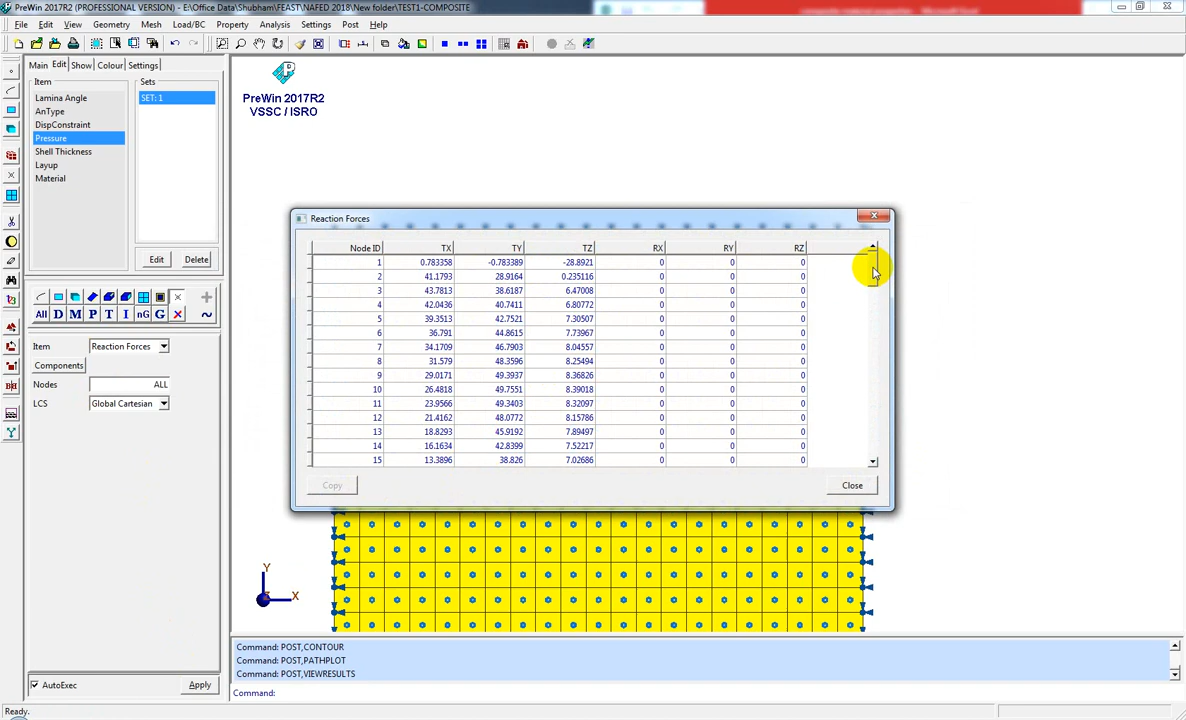 PreWin 2017R2 (PROFESSIONAL VERSION) - E:\Office Data\Shubham\FEAST\NAFED 2018\New folder\TEST1-COMPOSITE
File Edit View Geometry Mesh Load/BC Property Analysis Settings Post Help
Main Edit Show Colour Settings
Item Sets
Lamina Angle SET: 1
AnType
DispConstraint
Pressure
Shell Thickness
Layup
Material
Edit Delete
All D M P T I nG G
Item Reaction Forces
Components
Nodes ALL
LCS Global Cartesian
AutoExec Apply
PreWin 2017R2
VSSC / ISRO
Reaction Forces
Node ID TX TY TZ RX RY RZ
1 0.783358 -0.783389 -28.8921 0 0 0
2 41.1793 28.9164 0.235116 0 0 0
3 43.7813 38.6187 6.47008 0 0 0
4 42.0436 40.7411 6.80772 0 0 0
5 39.3513 42.7521 7.30507 0 0 0
6 36.791 44.8615 7.73967 0 0 0
7 34.1709 46.7903 8.04557 0 0 0
8 31.579 48.3596 8.25494 0 0 0
9 29.0171 49.3937 8.36826 0 0 0
10 26.4818 49.7551 8.39018 0 0 0
11 23.9566 49.3403 8.32097 0 0 0
12 21.4162 48.0772 8.15786 0 0 0
13 18.8293 45.9192 7.89497 0 0 0
14 16.1634 42.8399 7.52217 0 0 0
15 13.3896 38.826 7.02686 0 0 0
Copy Close
Y
X
Command: POST,CONTOUR
Command: POST,PATHPLOT
Command: POST,VIEWRESULTS
Command:
Ready.